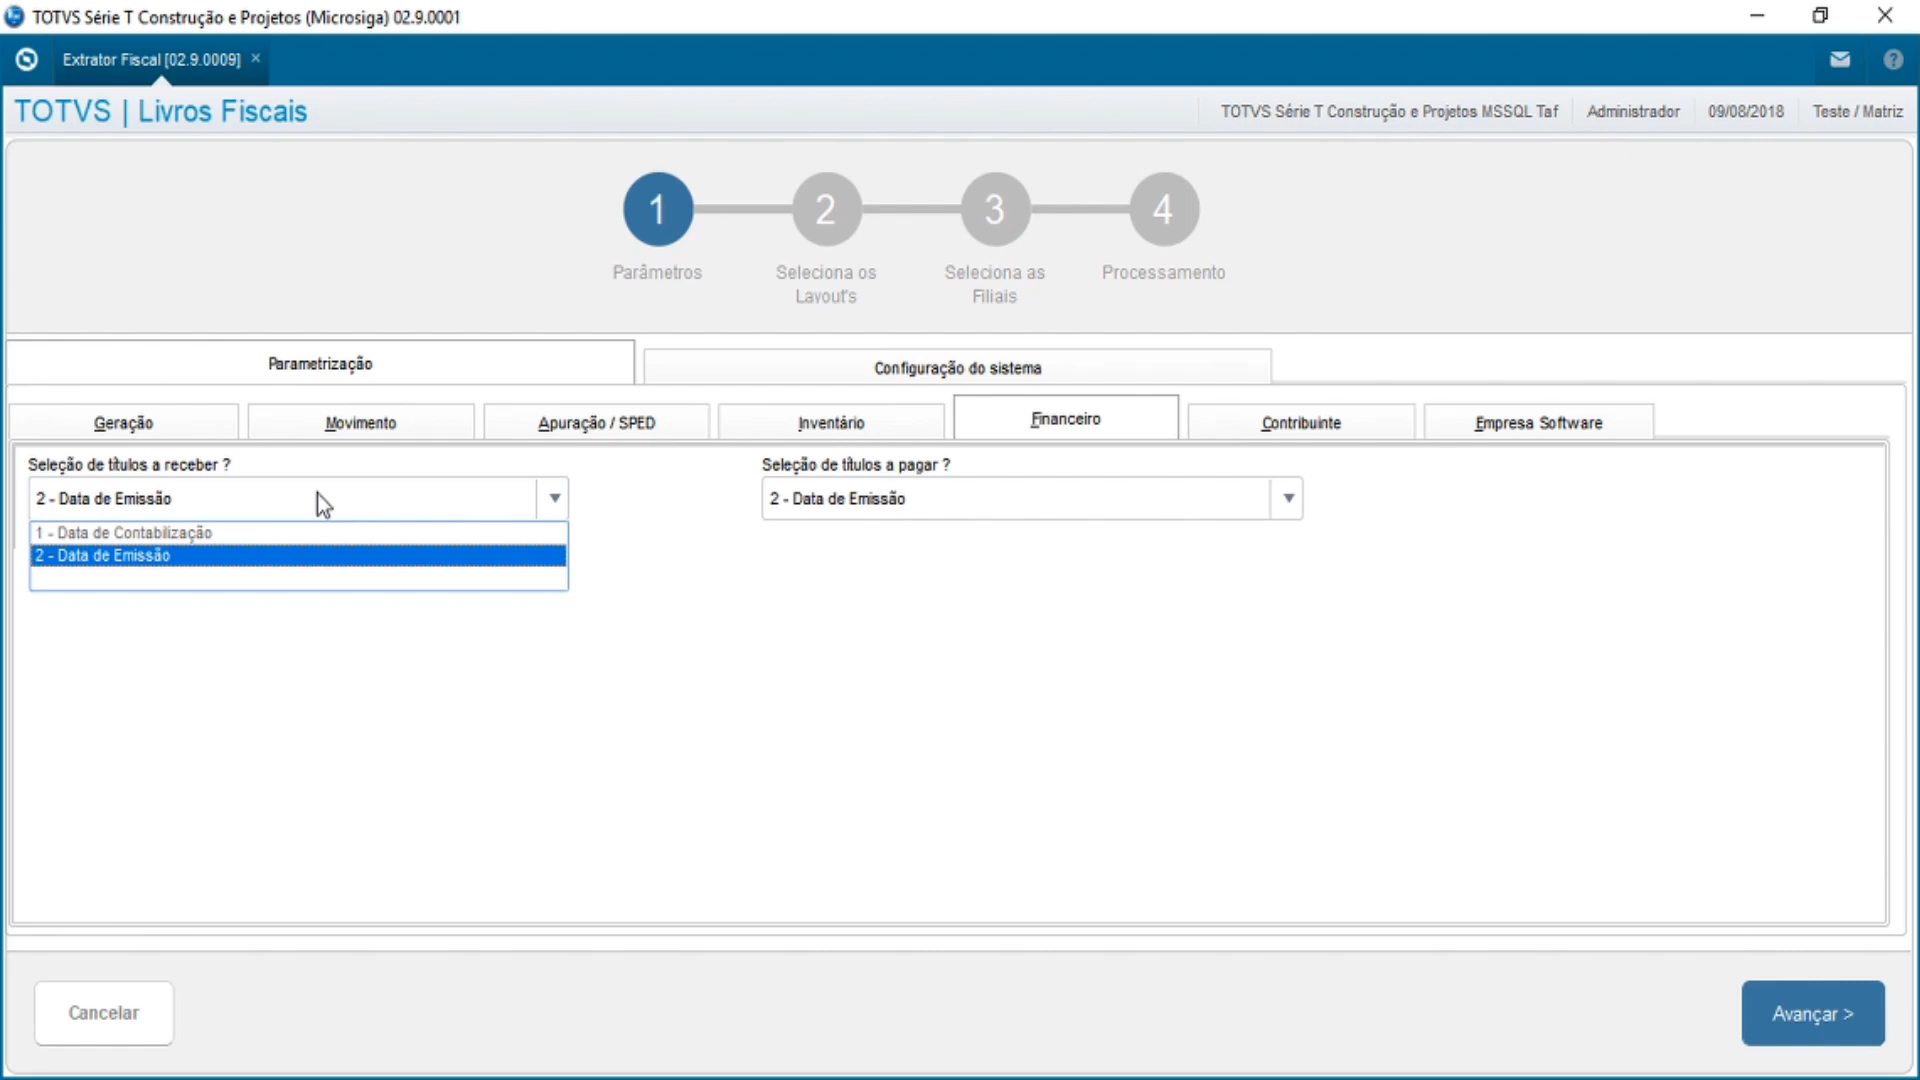 TOTVS Série T Construção e Projetos (Microsiga) 02.9.0001
Extrator Fiscal [02.9.0009] ×
TOTVS | Livros Fiscais
TOTVS Série T Construção e Projetos MSSQL Taf
Administrador
09/08/2018
Teste / Matriz
1
2
3
4
Parâmetros
Seleciona os
Layout's
Seleciona as
Filiais
Processamento
Parametrização
Configuração do sistema
Geração
Movimento
Apuração / SPED
Inventário
Financeiro
Contribuinte
Empresa Software
Seleção de títulos a receber ?
Seleção de títulos a pagar ?
2 - Data de Emissão
2 - Data de Emissão
1 - Data de Contabilização
2 - Data de Emissão
Cancelar
Avançar >